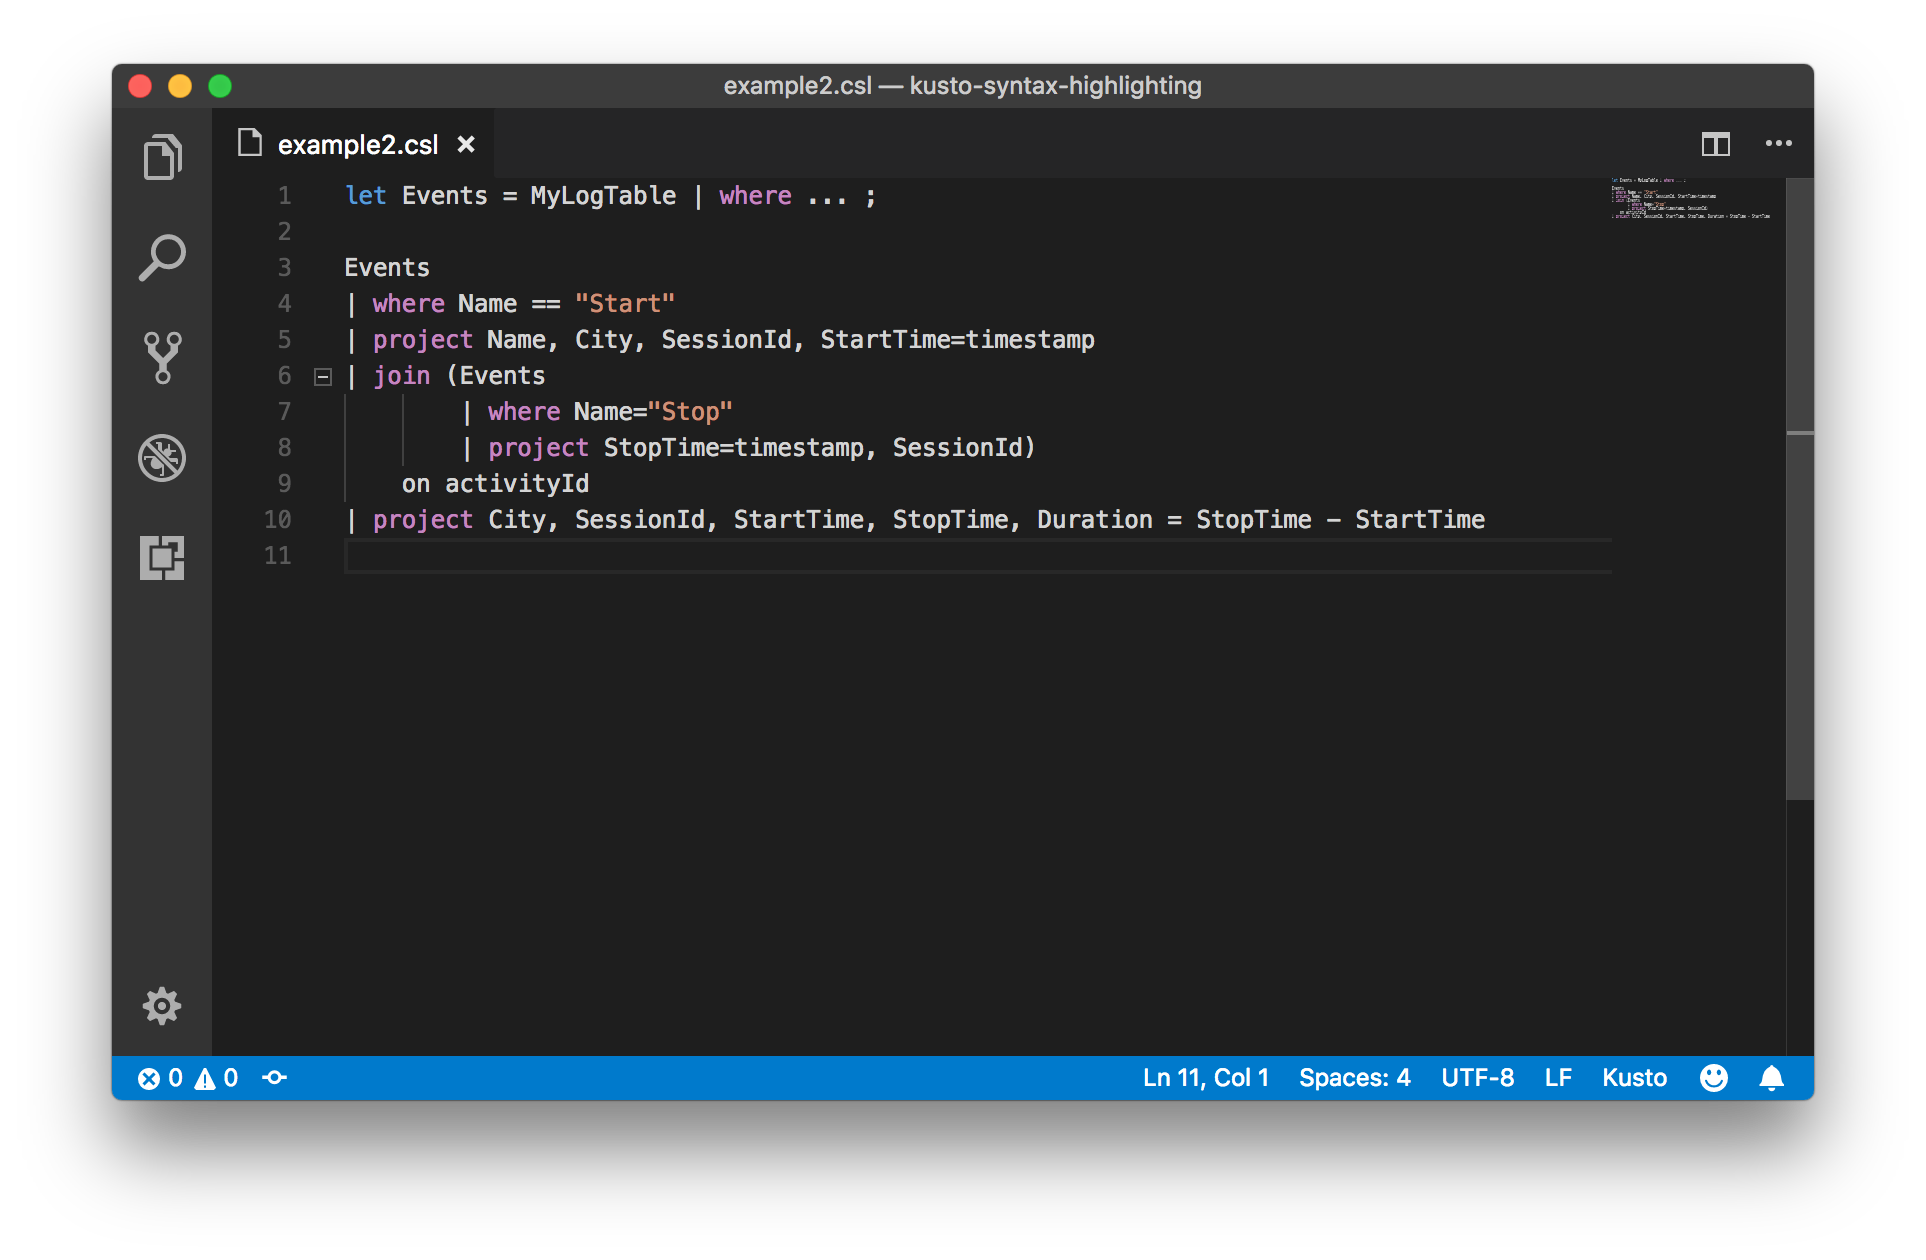 example2.csl — kusto-syntax-highlighting
example2.csl
1 let Events = MyLogTable | where ... ;
2
3 Events
4 | where Name == "Start"
5 | project Name, City, SessionId, StartTime=timestamp
6 | join (Events
7 | where Name="Stop"
8 | project StopTime=timestamp, SessionId)
9 on activityId
10 | project City, SessionId, StartTime, StopTime, Duration = StopTime - StartTime
11
0 0 Ln 11, Col 1 Spaces: 4 UTF-8 LF Kusto